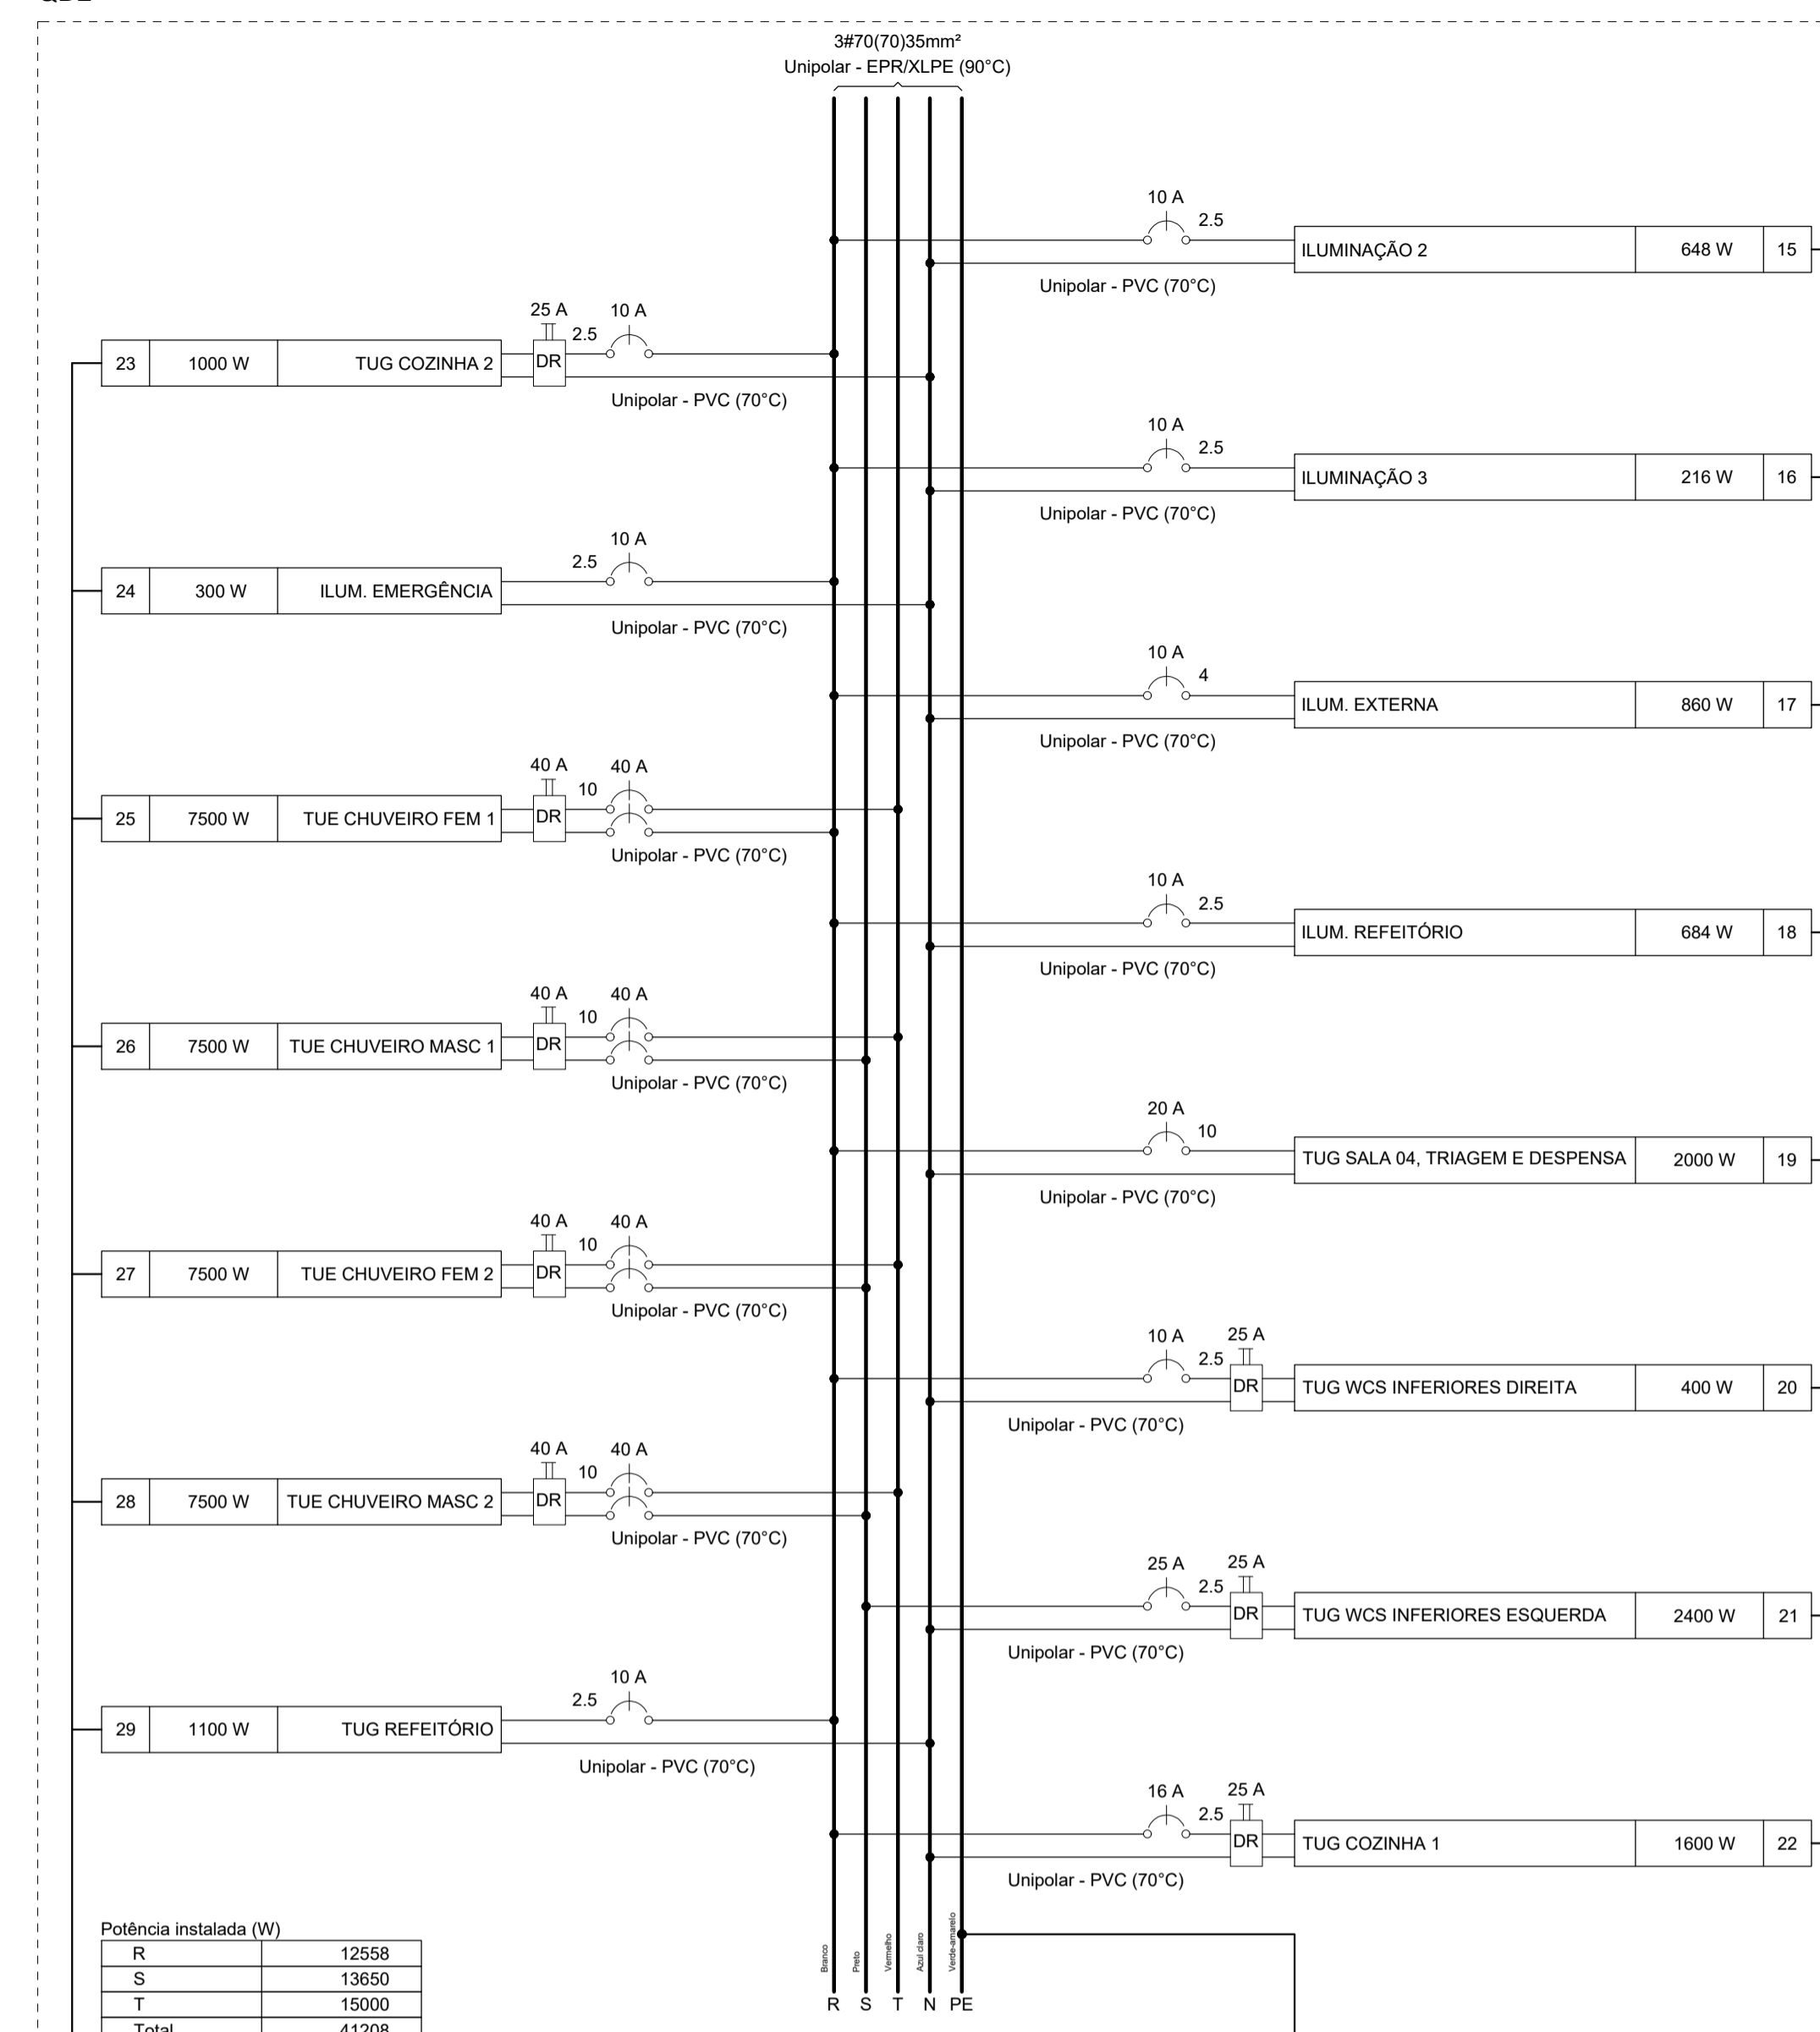 3#70(70)35mm²
Unipolar - EPR/XLPE (90°C)
10 A
2.5
ILUMINAÇÃO 2 648 W 15
Unipolar - PVC (70°C)
25 A 10 A
2.5
23 1000 W TUG COZINHA 2 DR
Unipolar - PVC (70°C)
10 A
2.5
ILUMINAÇÃO 3 216 W 16
Unipolar - PVC (70°C)
10 A
2.5
24 300 W ILUM. EMERGÊNCIA
Unipolar - PVC (70°C)
10 A
4
ILUM. EXTERNA 860 W 17
Unipolar - PVC (70°C)
40 A 40 A
10
25 7500 W TUE CHUVEIRO FEM 1 DR
Unipolar - PVC (70°C)
10 A
2.5
ILUM. REFEITÓRIO 684 W 18
Unipolar - PVC (70°C)
40 A 40 A
10
26 7500 W TUE CHUVEIRO MASC 1 DR
Unipolar - PVC (70°C)
20 A
10
TUG SALA 04, TRIAGEM E DESPENSA 2000 W 19
Unipolar - PVC (70°C)
40 A 40 A
10
27 7500 W TUE CHUVEIRO FEM 2 DR
Unipolar - PVC (70°C)
10 A 25 A
2.5
DR TUG WCS INFERIORES DIREITA 400 W 20
Unipolar - PVC (70°C)
40 A 40 A
10
28 7500 W TUE CHUVEIRO MASC 2 DR
Unipolar - PVC (70°C)
25 A 25 A
2.5
DR TUG WCS INFERIORES ESQUERDA 2400 W 21
Unipolar - PVC (70°C)
10 A
2.5
29 1100 W TUG REFEITÓRIO
Unipolar - PVC (70°C)
16 A 25 A
2.5
DR TUG COZINHA 1 1600 W 22
Unipolar - PVC (70°C)
Potência instalada (W)
R 12558
S 13650
T 15000
Total 41208
Branco
Preto
Vermelho
Azul claro
Verde-amarelo
R S T N PE